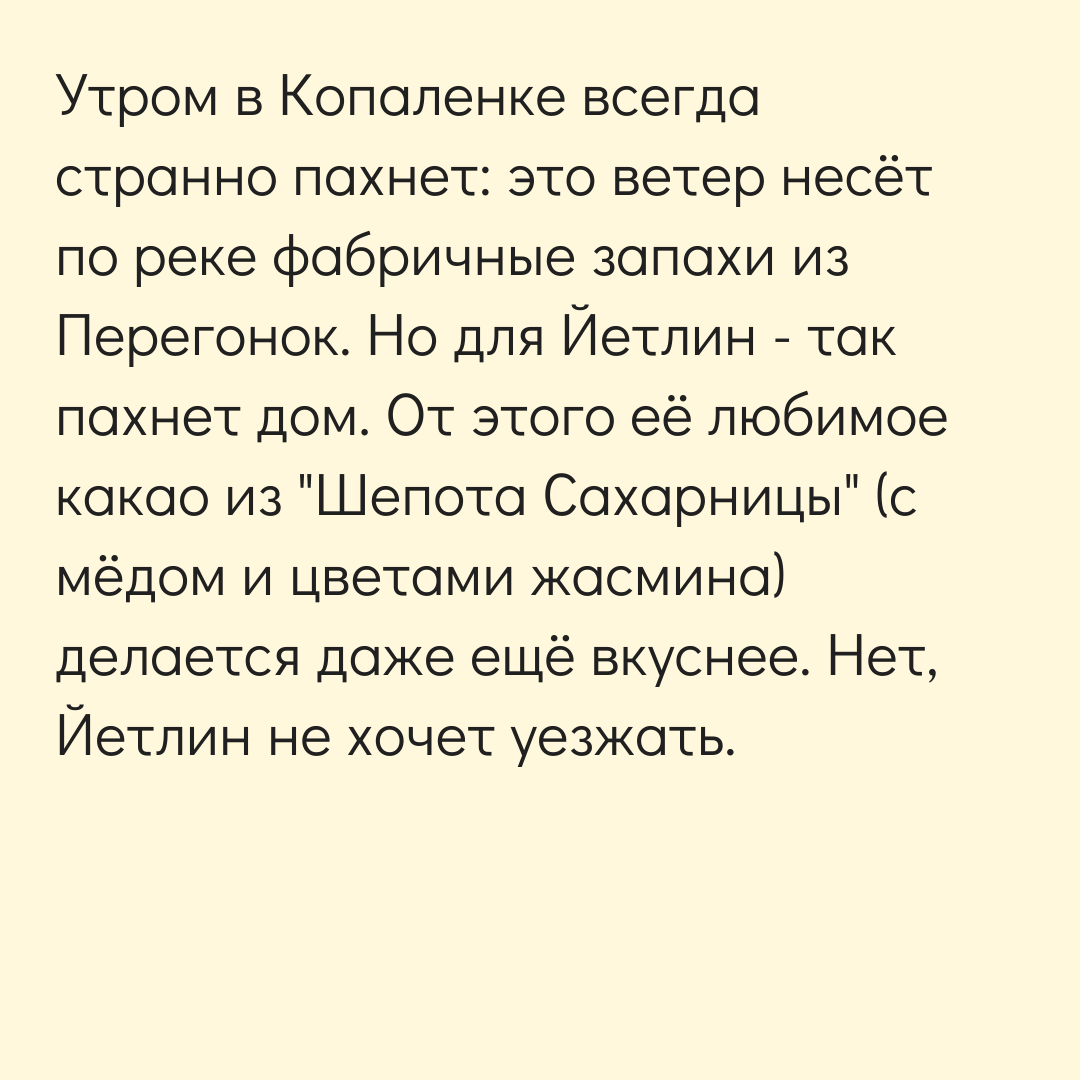 Утром в Копаленке всегда
странно пахнет: это ветер несёт
по реке фабричные запахи из
Перегонок. Но для Йетлин - так
пахнет дом. От этого её любимое
какао из "Шепота Сахарницы" (с
мёдом и цветами жасмина)
делается даже ещё вкуснее. Нет,
Йетлин не хочет уезжать.